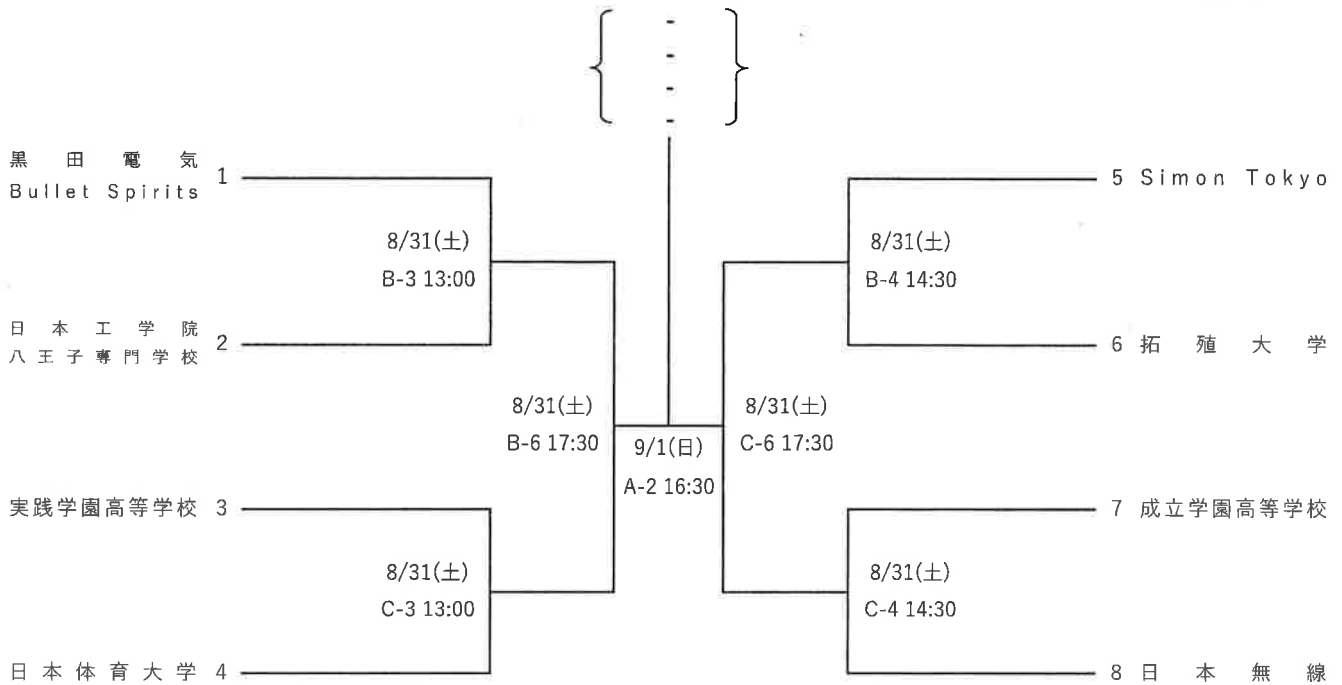 黒田電気
Bullet Spirits 1
8/31(土)
B-3 13:00
日本工学院
八王子専門学校 2
8/31(土)
B-6 17:30
実践学園高等学校 3
8/31(土)
C-3 13:00
日本体育大学 4
9/1(日)
A-2 16:30
5 Simon Tokyo
8/31(土)
B-4 14:30
6 拓殖大学
8/31(土)
C-6 17:30
7 成立学園高等学校
8/31(土)
C-4 14:30
8 日本無線